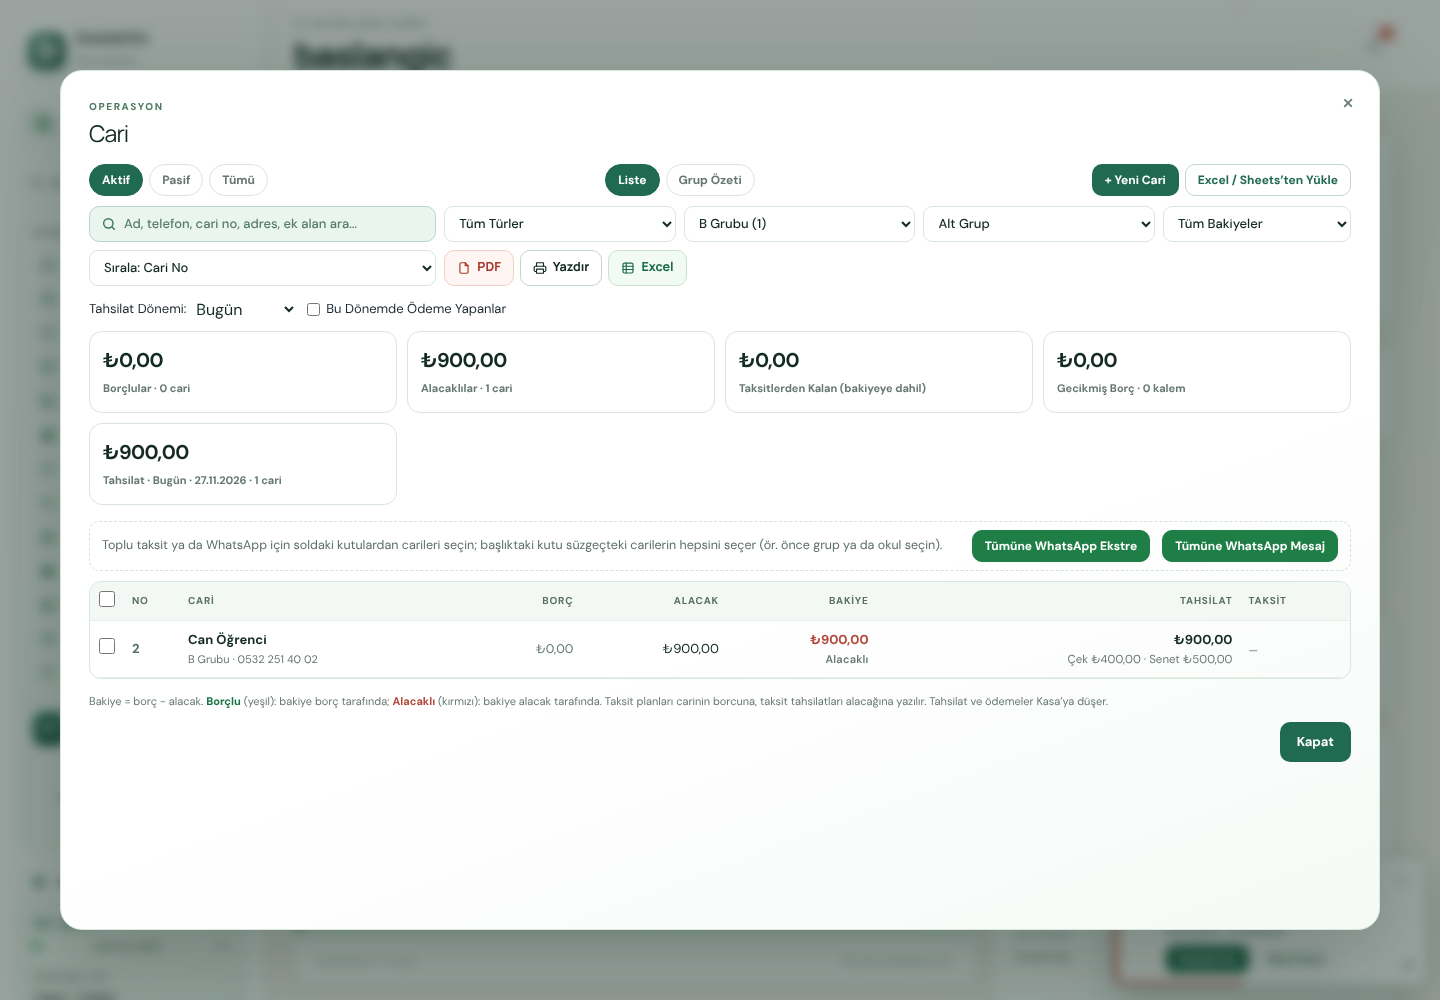 baslangic
OPERASYON
Cari
×
Aktif Pasif Tümü Liste Grup Özeti + Yeni Cari Excel / Sheets'ten Yükle
Ad, telefon, cari no, adres, ek alan ara... Tüm Türler B Grubu (1) Alt Grup Tüm Bakiyeler
Sırala: Cari No PDF Yazdır Excel
Tahsilat Dönemi: Bugün Bu Dönemde Ödeme Yapanlar
₺0,00 ₺900,00 ₺0,00 ₺0,00
Borçlular · 0 cari Alacaklılar · 1 cari Taksitlerden Kalan (bakiyeye dahil) Gecikmiş Borç · 0 kalem
₺900,00
Tahsilat · Bugün · 27.11.2026 · 1 cari
Toplu taksit ya da WhatsApp için soldaki kutulardan carileri seçin; başlıktaki kutu süzgeçteki carilerin hepsini seçer (ör. önce grup ya da okul seçin). Tümüne WhatsApp Ekstre Tümüne WhatsApp Mesaj
NO CARİ BORÇ ALACAK BAKİYE TAHSİLAT TAKSİT
2 Can Öğrenci ₺0,00 ₺900,00 ₺900,00 ₺900,00 —
B Grubu · 0532 251 40 02 Alacaklı Çek ₺400,00 · Senet ₺500,00
Bakiye = borç − alacak. Borçlu (yeşil): bakiye borç tarafında; Alacaklı (kırmızı): bakiye alacak tarafında. Taksit planları carinin borcuna, taksit tahsilatları alacağına yazılır. Tahsilat ve ödemeler Kasa'ya düşer.
Kapat